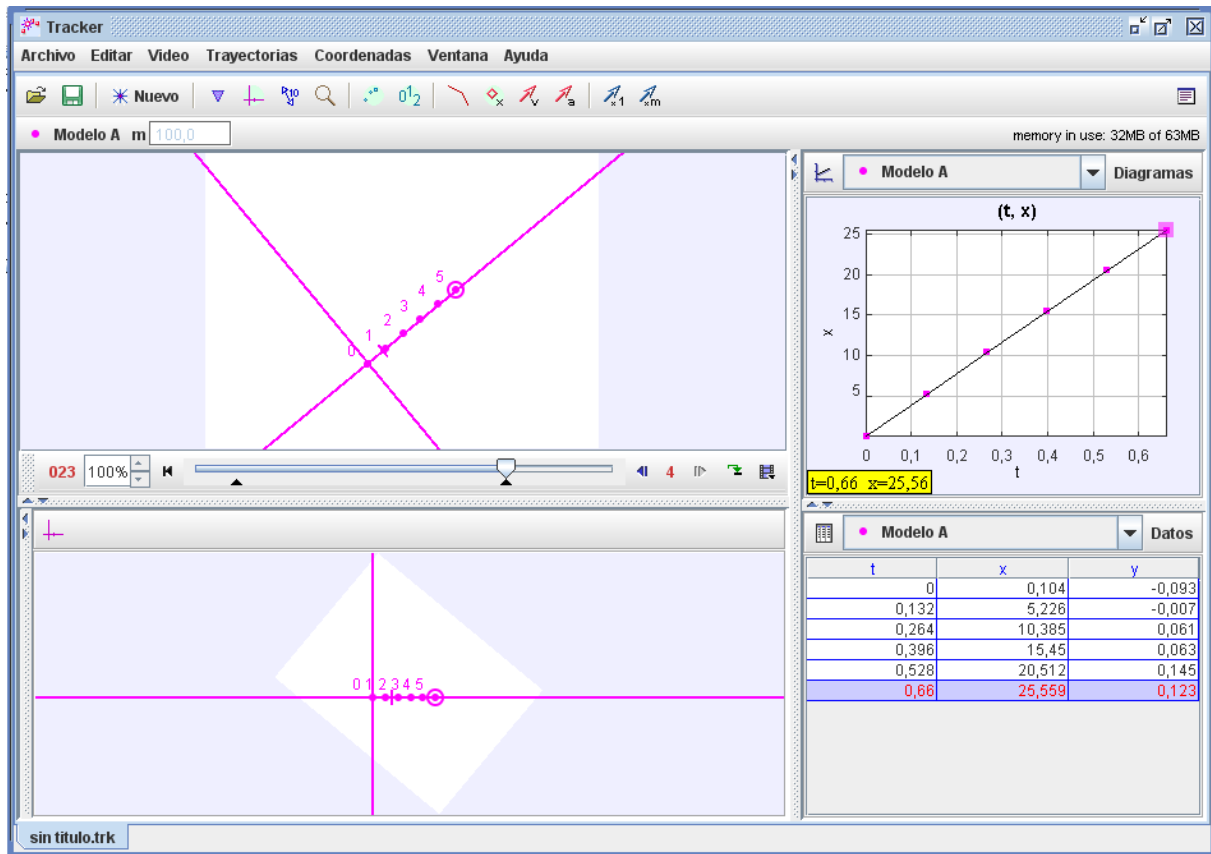 Tracker
Archivo Editar Video Trayectorias Coordenadas Ventana Ayuda
Nuevo
Modelo A m 100,0
memory in use: 32MB of 63MB
5
4
3
2
1
0
023 100% 4
0 1 2 3 4 5
Modelo A Diagramas
(t, x)
25
20
15
10
5
x
0 0,1 0,2 0,3 0,4 0,5 0,6
t
t=0,66 x=25,56
Modelo A Datos
t x y
0 0,104 -0,093
0,132 5,226 -0,007
0,264 10,385 0,061
0,396 15,45 0,063
0,528 20,512 0,145
0,66 25,559 0,123
sin titulo.trk